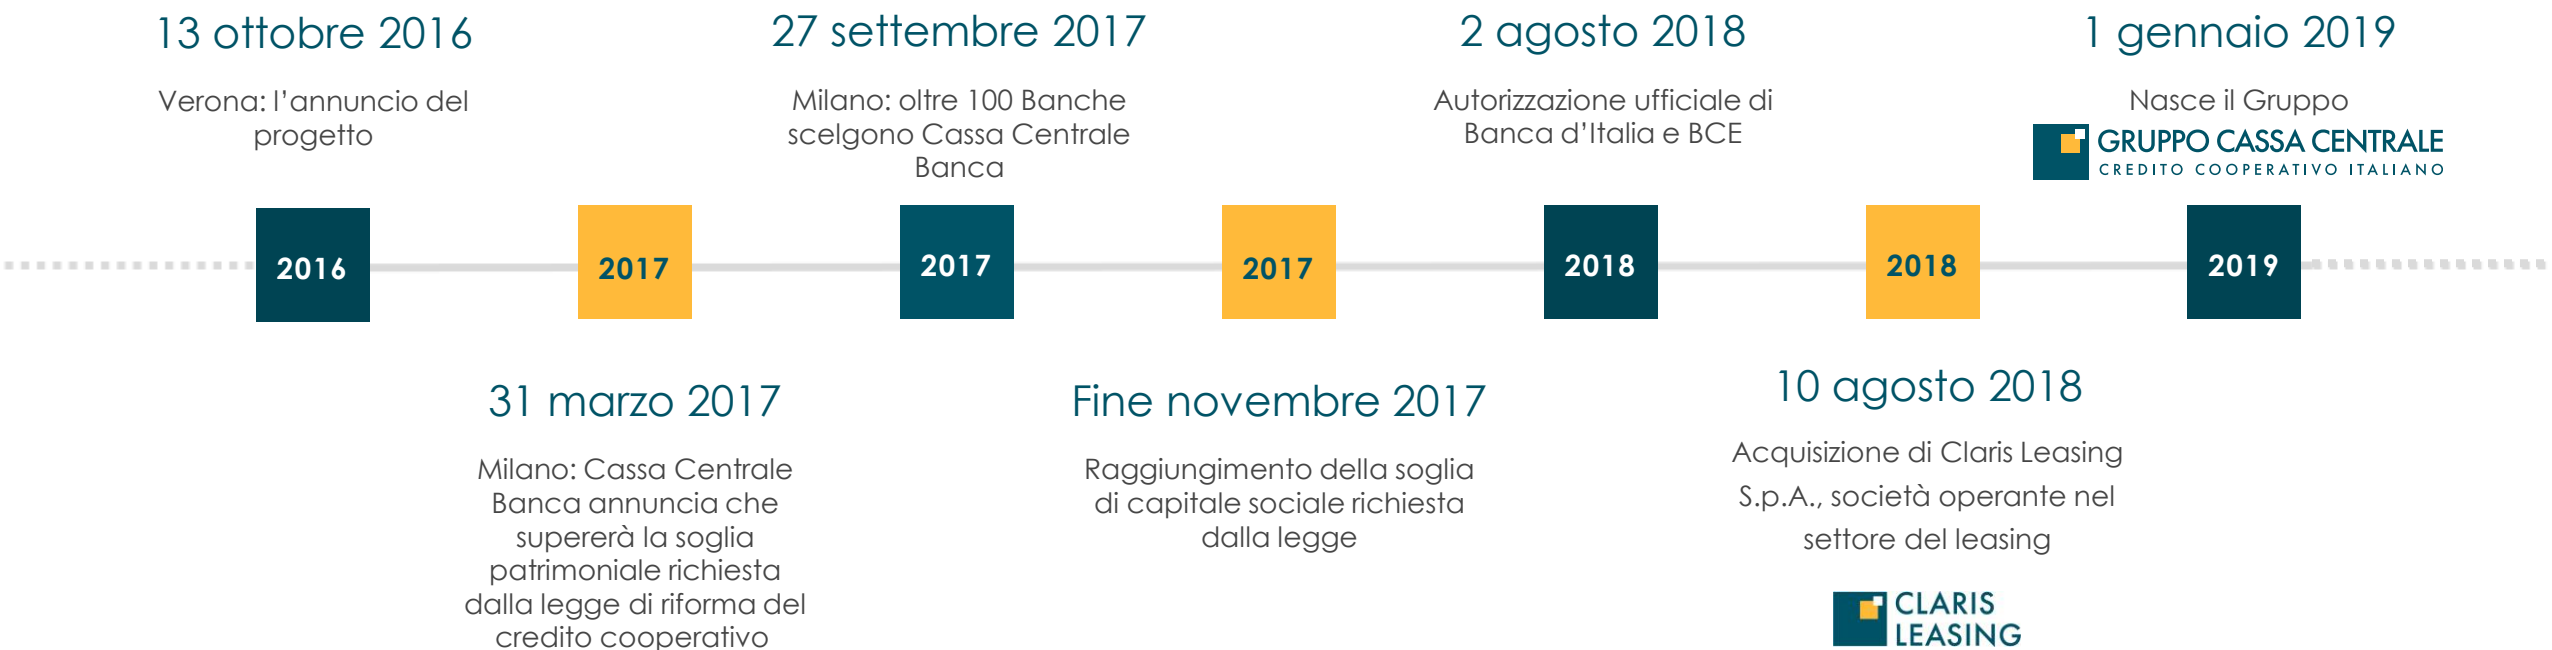 13 ottobre 2016
Verona: l’annuncio del
progetto
27 settembre 2017
Milano: oltre 100 Banche
scelgono Cassa Centrale
Banca
2 agosto 2018
Autorizzazione ufficiale di
Banca d’Italia e BCE
1 gennaio 2019
Nasce il Gruppo
GRUPPO CASSA CENTRALE
CREDITO COOPERATIVO ITALIANO
2016
2017
2017
2017
2018
2018
2019
31 marzo 2017
Milano: Cassa Centrale
Banca annuncia che
supererà la soglia
patrimoniale richiesta
dalla legge di riforma del
credito cooperativo
Fine novembre 2017
Raggiungimento della soglia
di capitale sociale richiesta
dalla legge
10 agosto 2018
Acquisizione di Claris Leasing
S.p.A., società operante nel
settore del leasing
CLARIS
LEASING